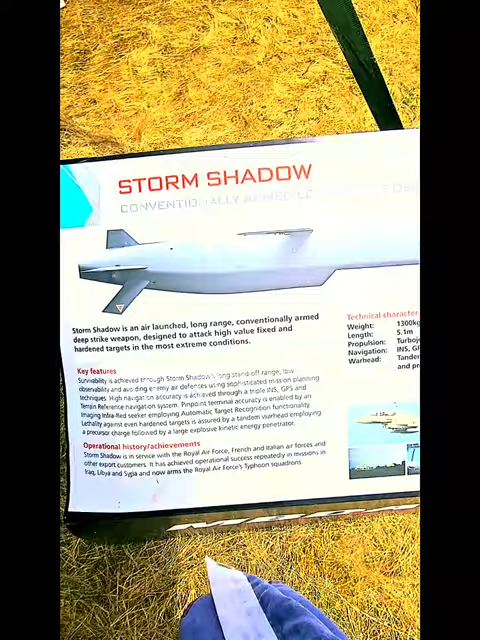 STORM SHADOW
CONVENTIONALLY ARMED LO
Storm Shadow is an air launched, long range, conventionally armed
deep strike weapon, designed to attack high value fixed and
hardened targets in the most extreme conditions.
Key features
Survivability is achieved through Storm Shadow's long stand-off range, low
observability and avoiding enemy air defences using sophisticated mission planning
techniques. High navigation accuracy is achieved through a triple INS, GPS and
Terrain Reference navigation system. Pinpoint terminal accuracy is enabled by an
Imaging Infra-Red seeker employing Automatic Target Recognition functionality.
Lethality against even hardened targets is assured by a tandem warhead employing
a precursor charge followed by a large explosive kinetic energy penetrator.
Operational history/achievements
Storm Shadow is in service with the Royal Air Force, French and Italian air forces and
other export customers. It has achieved operational success repeatedly in missions in
Iraq, Libya and Syria and now arms the Royal Air Force's Typhoon squadrons.
Technical character
Weight: 1300kg
Length: 5.1m
Propulsion: Turboj
Navigation: INS, G
Warhead: Tande
and p